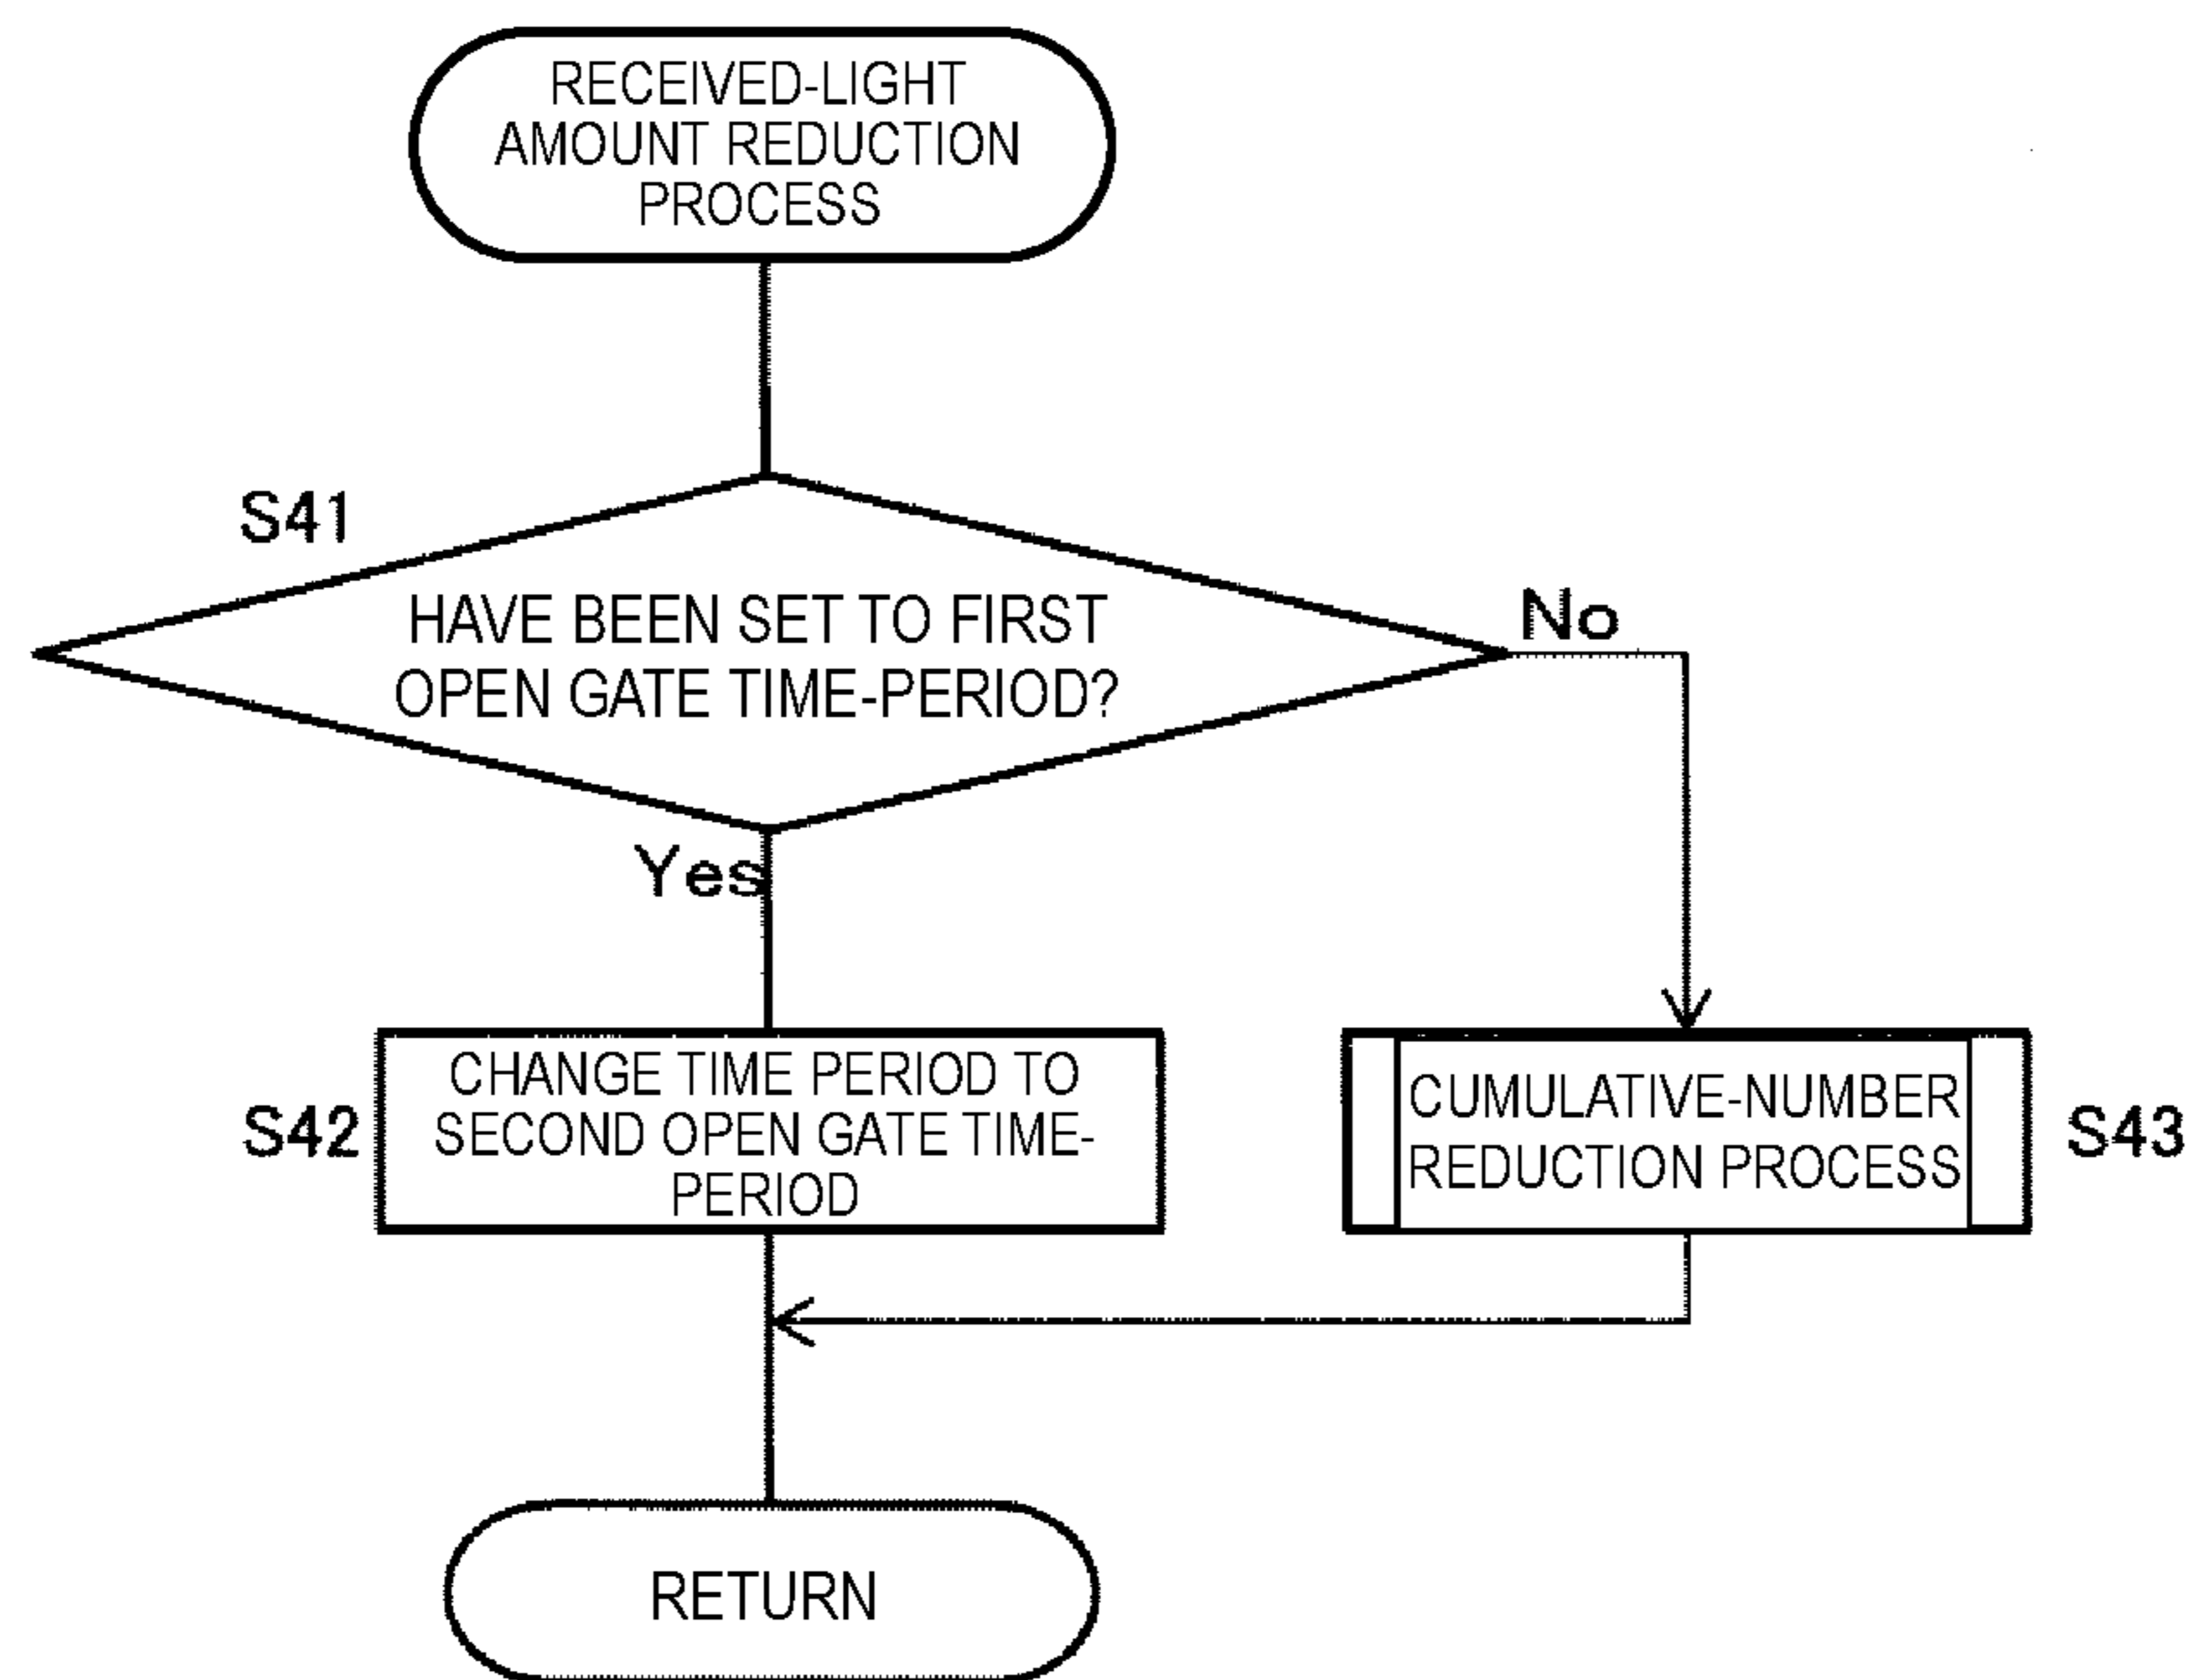 RECEIVED-LIGHT
AMOUNT REDUCTION
PROCESS
S41
HAVE BEEN SET TO FIRST
OPEN GATE TIME-PERIOD?
No
Yes
S42
CHANGE TIME PERIOD TO
SECOND OPEN GATE TIME-
PERIOD
CUMULATIVE-NUMBER
REDUCTION PROCESS
S43
RETURN